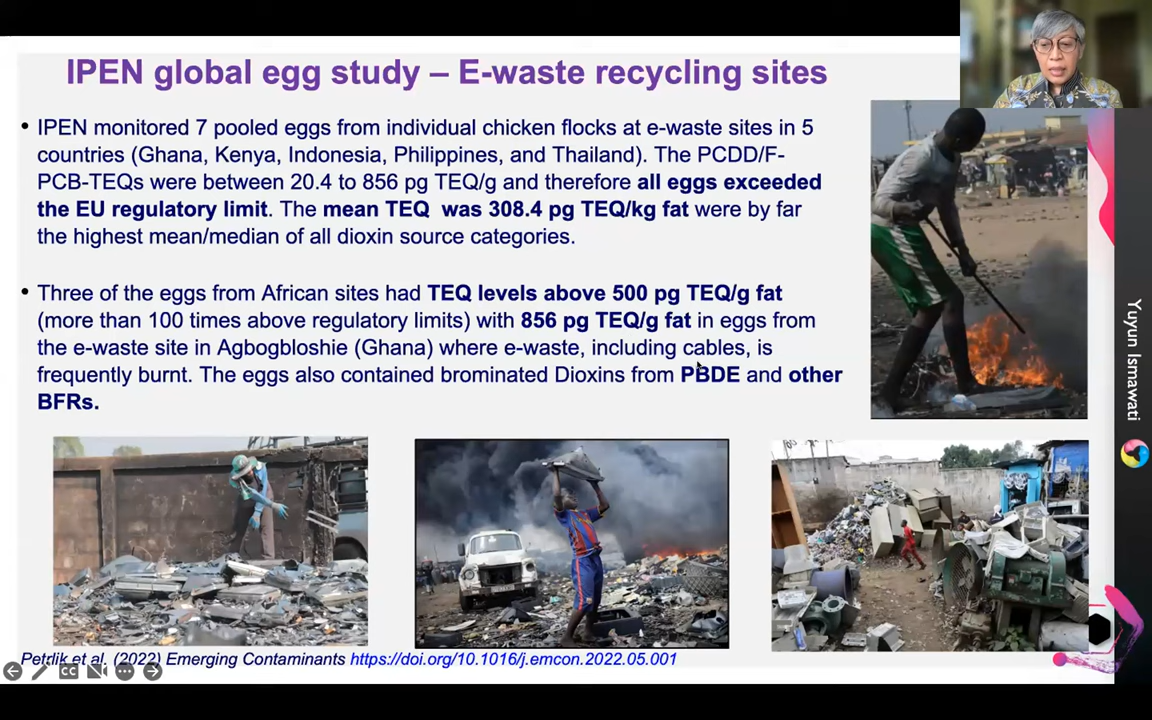 IPEN global egg study – E-waste recycling sites
• IPEN monitored 7 pooled eggs from individual chicken flocks at e-waste sites in 5
countries (Ghana, Kenya, Indonesia, Philippines, and Thailand). The PCDD/F-
PCB-TEQs were between 20.4 to 856 pg TEQ/g and therefore all eggs exceeded
the EU regulatory limit. The mean TEQ was 308.4 pg TEQ/kg fat were by far
the highest mean/median of all dioxin source categories.
• Three of the eggs from African sites had TEQ levels above 500 pg TEQ/g fat
(more than 100 times above regulatory limits) with 856 pg TEQ/g fat in eggs from
the e-waste site in Agbogbloshie (Ghana) where e-waste, including cables, is
frequently burnt. The eggs also contained brominated Dioxins from PBDE and other
BFRs.
Petrlik et al. (2022) Emerging Contaminants https://doi.org/10.1016/j.emcon.2022.05.001
CC
Yuyun Ismawati